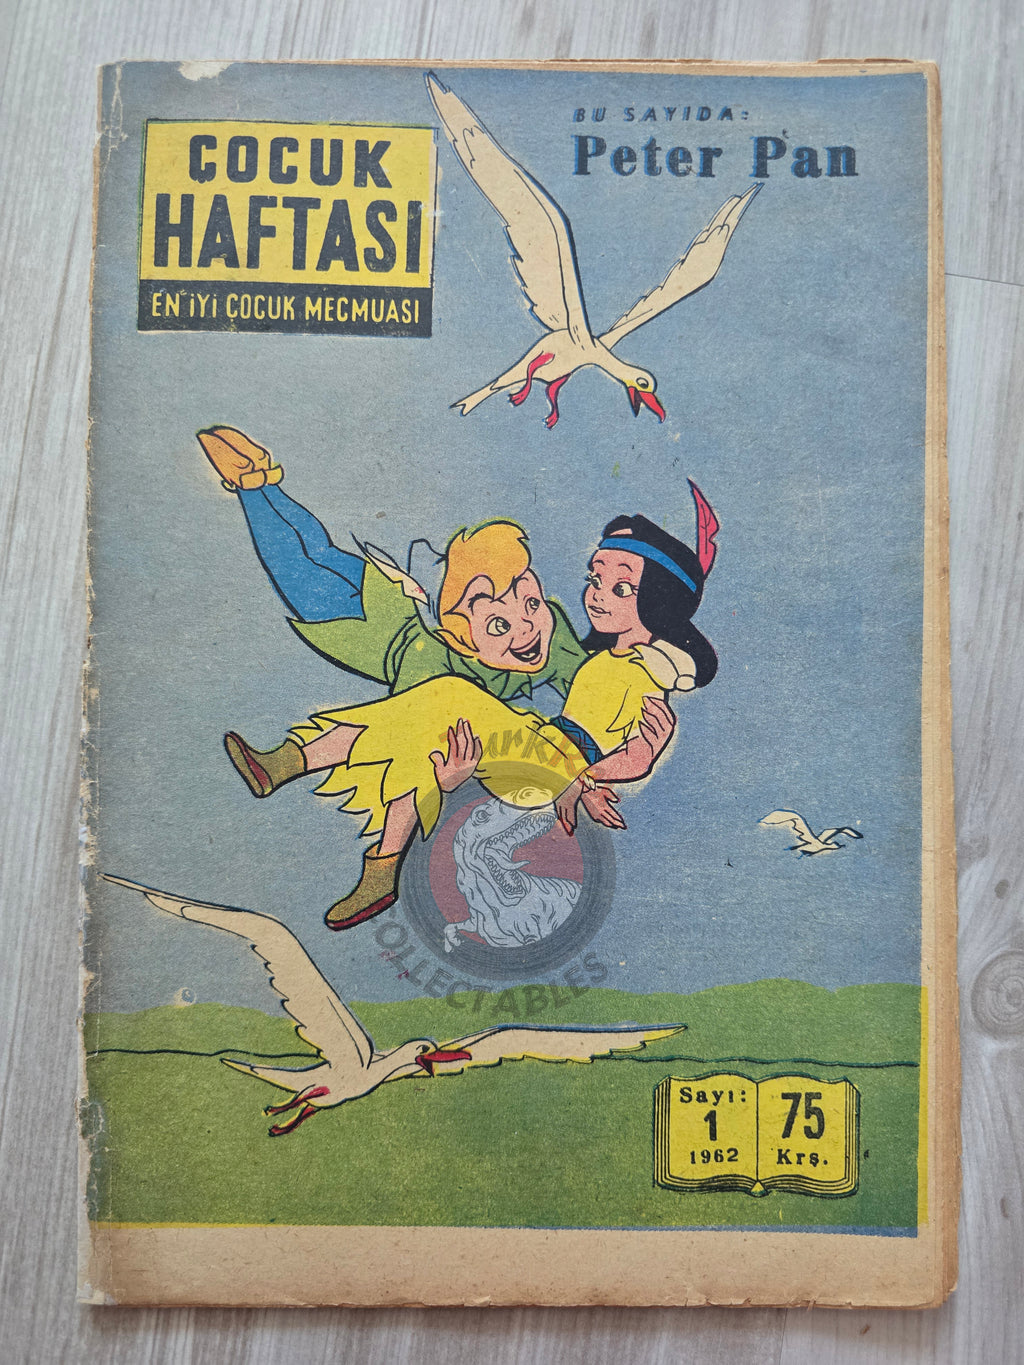 ÇOCUK
HAFTASI
EN İYİ ÇOCUK MECMUASI
BU SAYIDA:
Peter Pan
COLLECTABLES
Sayı:
1
1962
75
Krş.